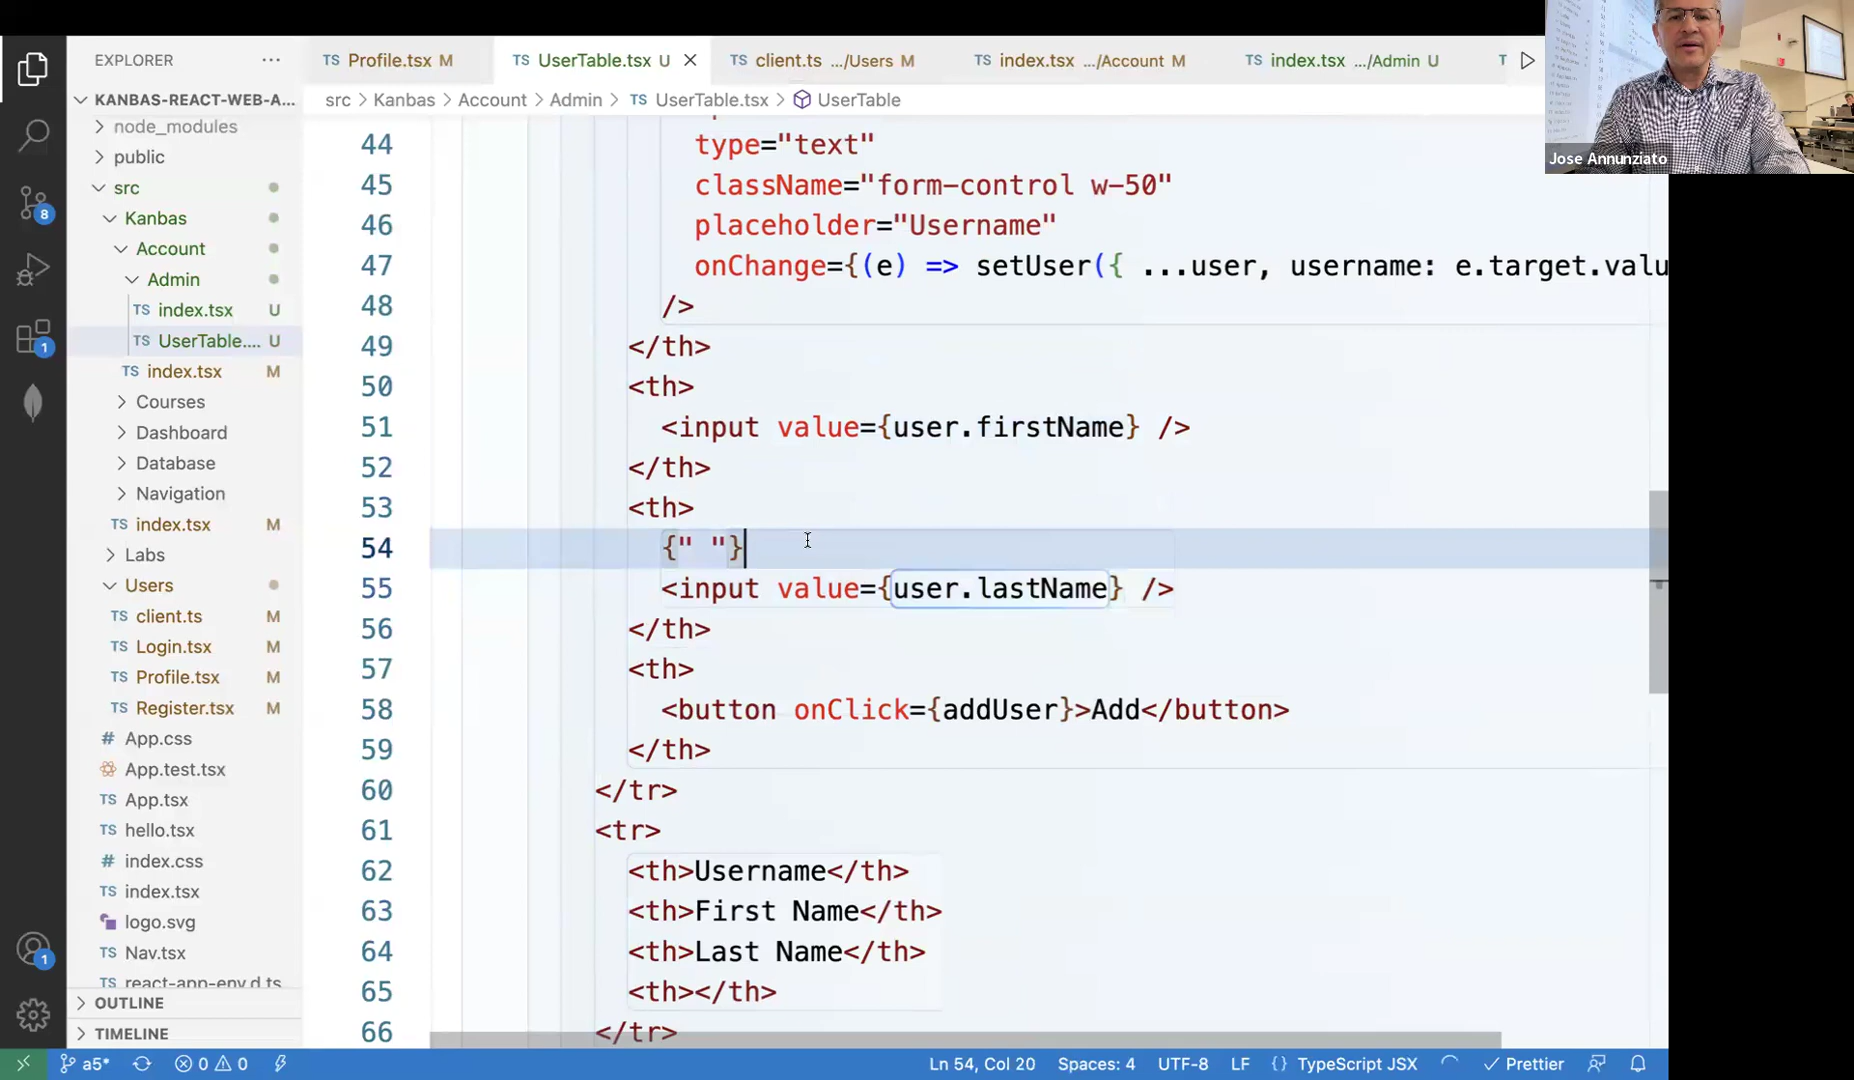 EXPLORER
KANBAS-REACT-WEB-A...
node_modules
public
src
Kanbas
Account
Admin
TS index.tsx U
TS UserTable.... U
TS index.tsx M
Courses
Dashboard
Database
Navigation
TS index.tsx M
Labs
Users
TS client.ts M
TS Login.tsx M
TS Profile.tsx M
TS Register.tsx M
# App.css
App.test.tsx
TS App.tsx
TS hello.tsx
# index.css
TS index.tsx
logo.svg
TS Nav.tsx
TS react-app-env.d.ts
OUTLINE
TIMELINE
8
1
1
TS Profile.tsx M
TS UserTable.tsx U
TS client.ts .../Users M
TS index.tsx .../Account M
TS index.tsx .../Admin U
src > Kanbas > Account > Admin > TS UserTable.tsx > UserTable
44 type="text"
45 className="form-control w-50"
46 placeholder="Username"
47 onChange={(e) => setUser({ ...user, username: e.target.valu
48 />
49 </th>
50 <th>
51 <input value={user.firstName} />
52 </th>
53 <th>
54 {" "}
55 <input value={user.lastName} />
56 </th>
57 <th>
58 <button onClick={addUser}>Add</button>
59 </th>
60 </tr>
61 <tr>
62 <th>Username</th>
63 <th>First Name</th>
64 <th>Last Name</th>
65 <th></th>
66 </tr>
Jose Annunziato
a5* 0 0 Ln 54, Col 20 Spaces: 4 UTF-8 LF {} TypeScript JSX Prettier